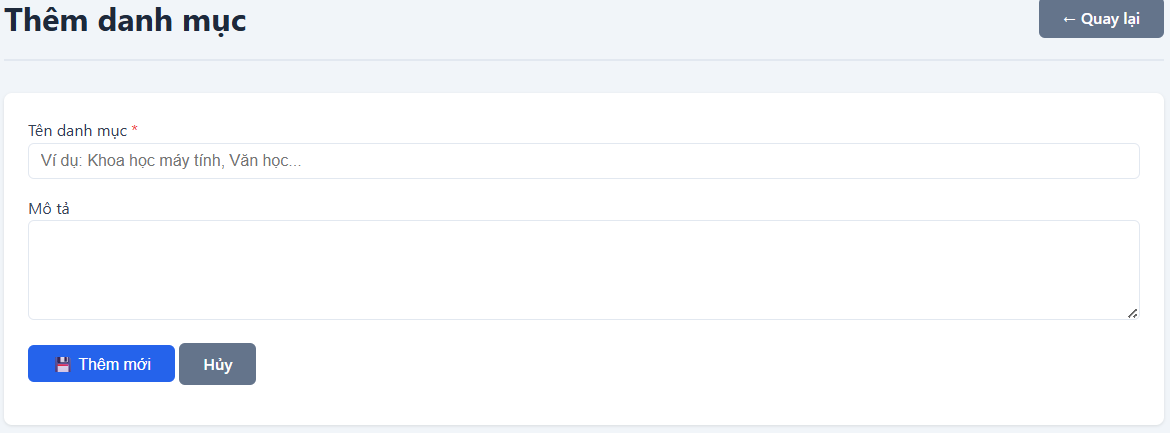 Thêm danh mục
← Quay lại
Tên danh mục *
Ví dụ: Khoa học máy tính, Văn học...
Mô tả
💾 Thêm mới
Hủy